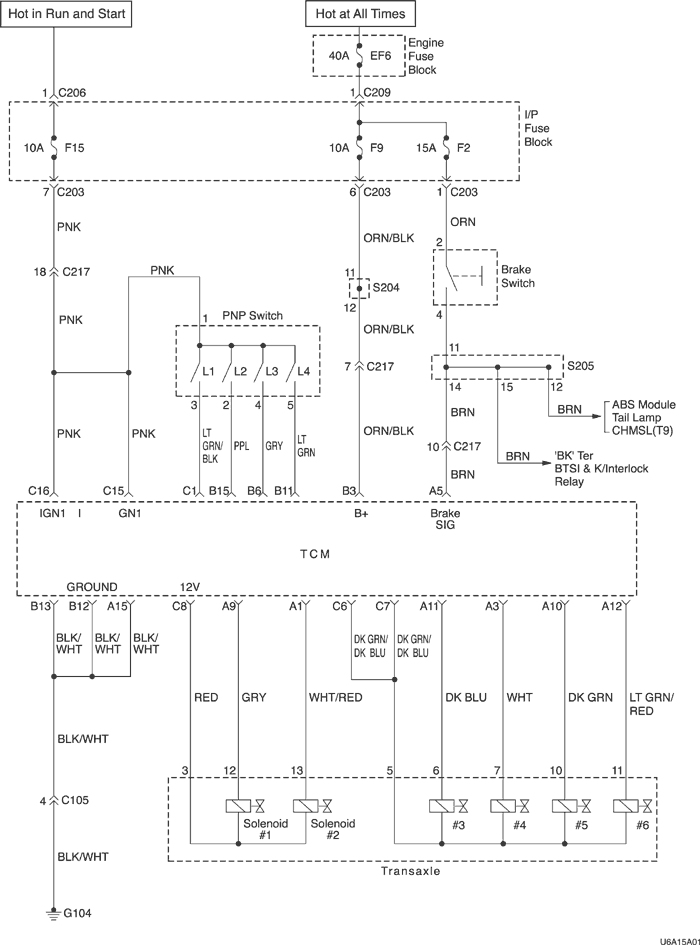 Hot in Run and Start
Hot at All Times
40A EF6
Engine
Fuse
Block
1 C206
1 C209
I/P
Fuse
Block
10A F15
10A F9
15A F2
7 C203
6 C203
1 C203
PNK
ORN/BLK
ORN
18 C217
PNK
11
S204
12
2
Brake
Switch
4
PNK
1
PNP Switch
ORN/BLK
L1 L2 L3 L4
7 C217
11
S205
14 15 12
3 2 4 5
PNK
PNK
LT
GRN/
BLK
PPL
GRY
LT
GRN
ORN/BLK
BRN
BRN
ABS Module
Tail Lamp
CHMSL(T9)
10 C217
BRN
BRN
'BK' Ter
BTSI & K/Interlock
Relay
C16 C15 C1 B15 B6 B11 B3 A5
IGN1 I GN1 B+ Brake
SIG
TCM
GROUND 12V
B13 B12 A15 C8 A9 A1 C6 C7 A11 A3 A10 A12
BLK/
WHT
BLK/
WHT
BLK/
WHT
DK GRN/
DK BLU
DK GRN/
DK BLU
RED GRY WHT/RED DK BLU WHT DK GRN LT GRN/
RED
BLK/WHT
3 12 13 5 6 7 10 11
4 C105
Solenoid
#1
Solenoid
#2
#3 #4 #5 #6
BLK/WHT
Transaxle
G104
U6A15A01